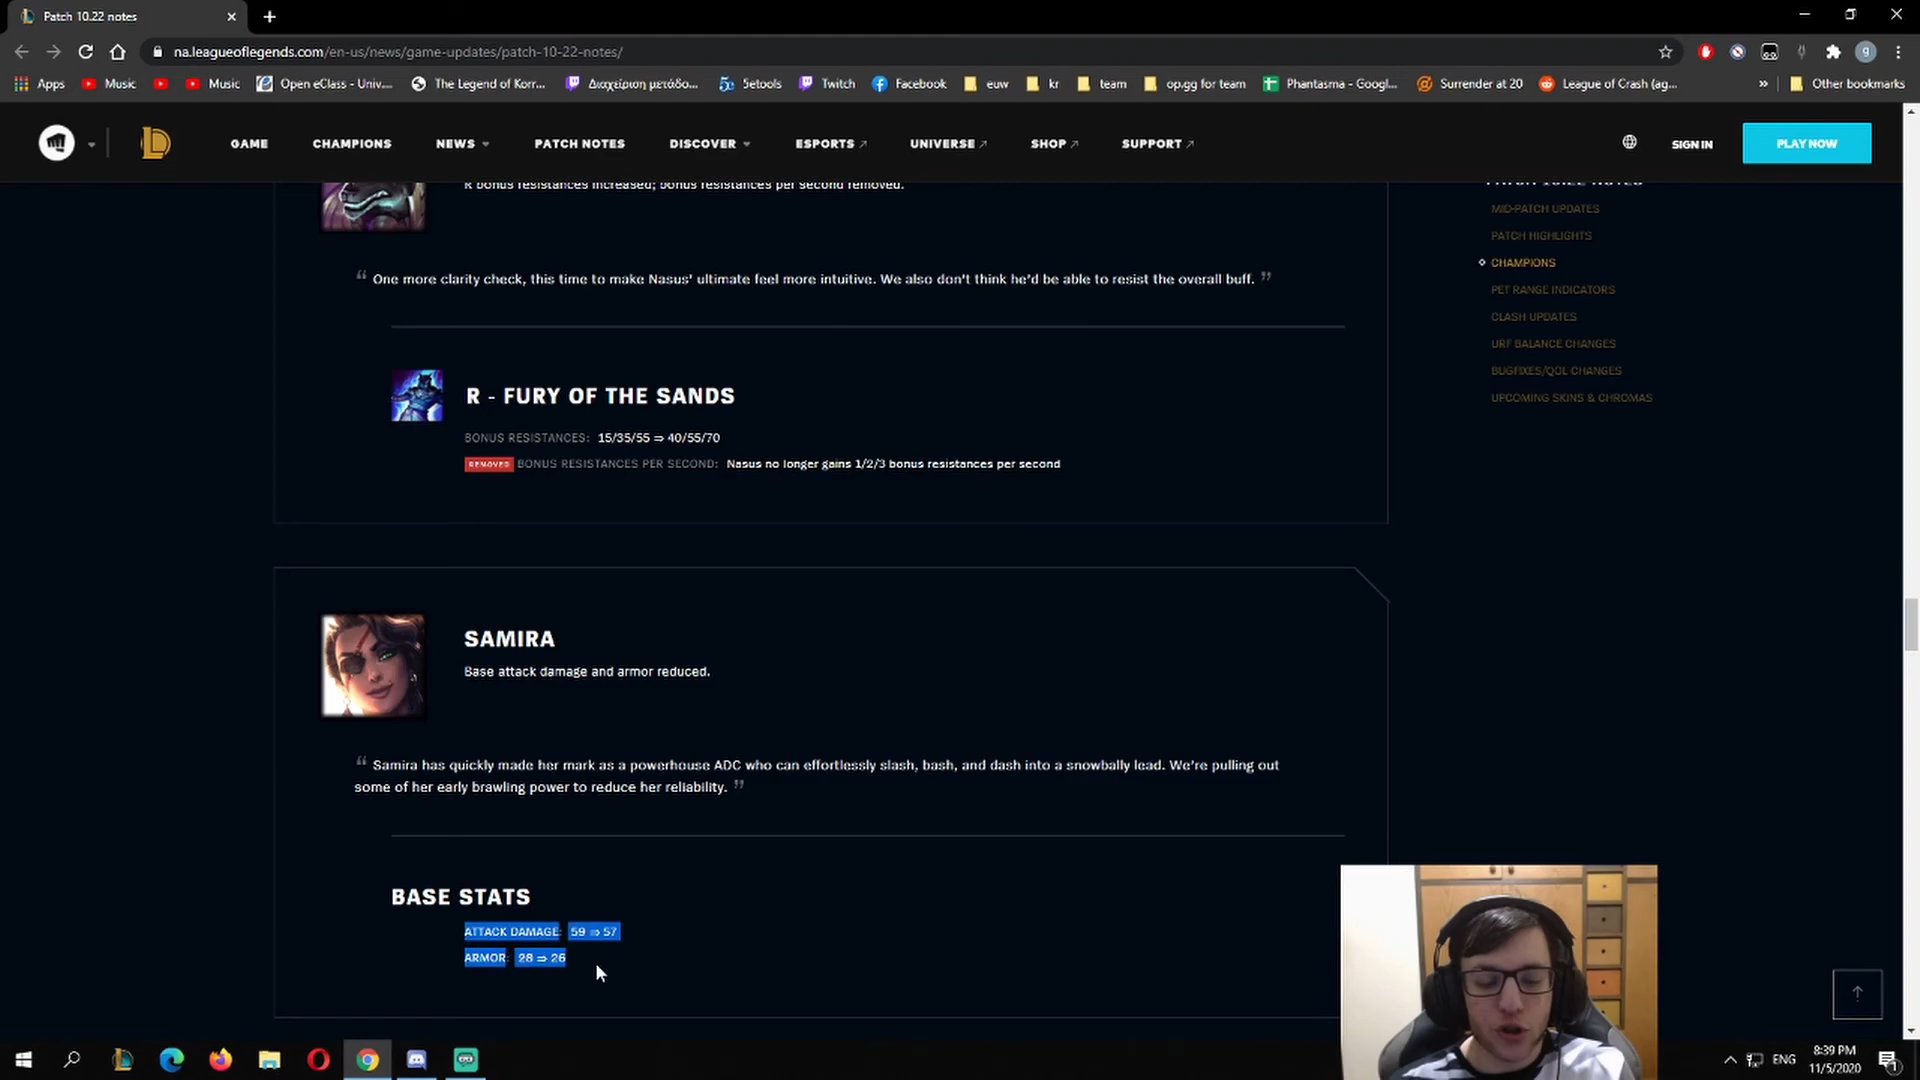 Patch 10.22 notes
na.leagueoflegends.com/en-us/news/game-updates/patch-10-22-notes/
g
Apps Music Music Open eClass - Univ... The Legend of Korr... Διαχείριση μετάδο... 5etools Twitch Facebook euw kr team op.gg for team Phantasma - Googl... Surrender at 20 League of Crash (ag... » Other bookmarks
GAME CHAMPIONS NEWS PATCH NOTES DISCOVER ESPORTS UNIVERSE SHOP SUPPORT SIGN IN PLAY NOW
R bonus resistances increased; bonus resistances per second removed.
PATCH 10.22 NOTES
MID-PATCH UPDATES
PATCH HIGHLIGHTS
CHAMPIONS
PET RANGE INDICATORS
CLASH UPDATES
URF BALANCE CHANGES
BUGFIXES/QOL CHANGES
UPCOMING SKINS & CHROMAS
“ One more clarity check, this time to make Nasus' ultimate feel more intuitive. We also don't think he'd be able to resist the overall buff. ”
R - FURY OF THE SANDS
BONUS RESISTANCES: 15/35/55 ⇒ 40/55/70
REMOVED BONUS RESISTANCES PER SECOND: Nasus no longer gains 1/2/3 bonus resistances per second
SAMIRA
Base attack damage and armor reduced.
“ Samira has quickly made her mark as a powerhouse ADC who can effortlessly slash, bash, and dash into a snowbally lead. We're pulling out
some of her early brawling power to reduce her reliability. ”
BASE STATS
ATTACK DAMAGE: 59 ⇒ 57
ARMOR: 28 ⇒ 26
ENG
8:39 PM
11/5/2020
1